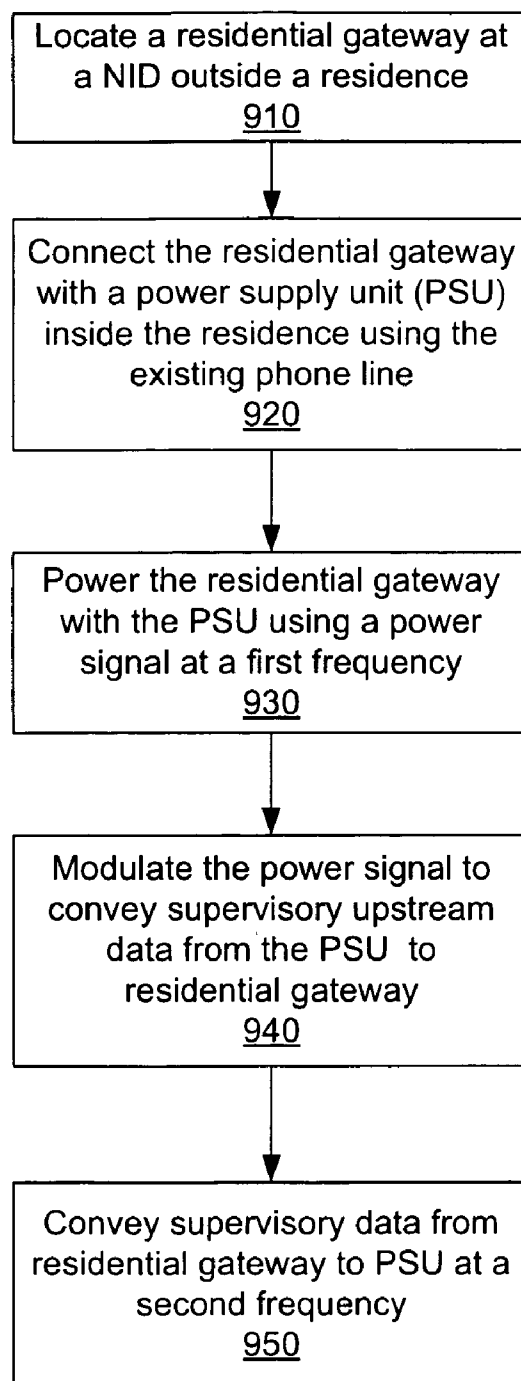 Locate a residential gateway at
a NID outside a residence
910
Connect the residential gateway
with a power supply unit (PSU)
inside the residence using the
existing phone line
920
Power the residential gateway
with the PSU using a power
signal at a first frequency
930
Modulate the power signal to
convey supervisory upstream
data from the PSU to
residential gateway
940
Convey supervisory data from
residential gateway to PSU at a
second frequency
950